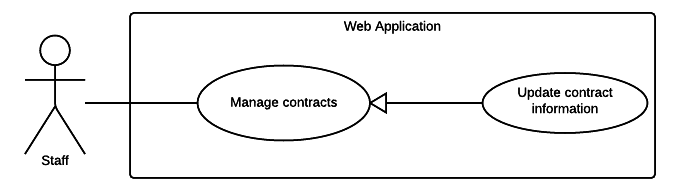 Web Application
Manage contracts
Update contract
information
Staff